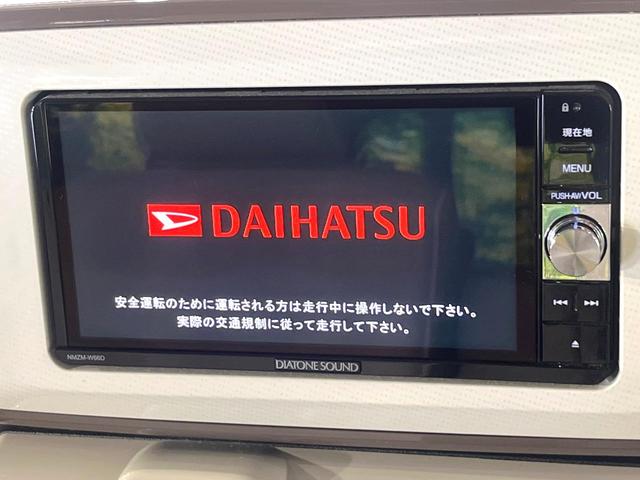 現在地
MENU
PUSH-AV VOL
DAIHATSU
安全運転のために運転される方は走行中に操作しないで下さい。
実際の交通規制に従って走行して下さい。
NMZM-W66D
DIATONE SOUND